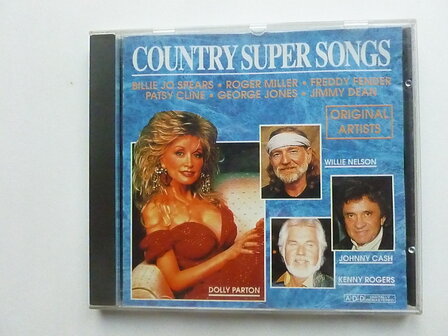 COUNTRY SUPER SONGS
BILLIE JO SPEARS • ROGER MILLER • FREDDY FENDER
PATSY CLINE • GEORGE JONES • JIMMY DEAN
ORIGINAL
ARTISTS
WILLIE NELSON
JOHNNY CASH
KENNY ROGERS
DOLLY PARTON